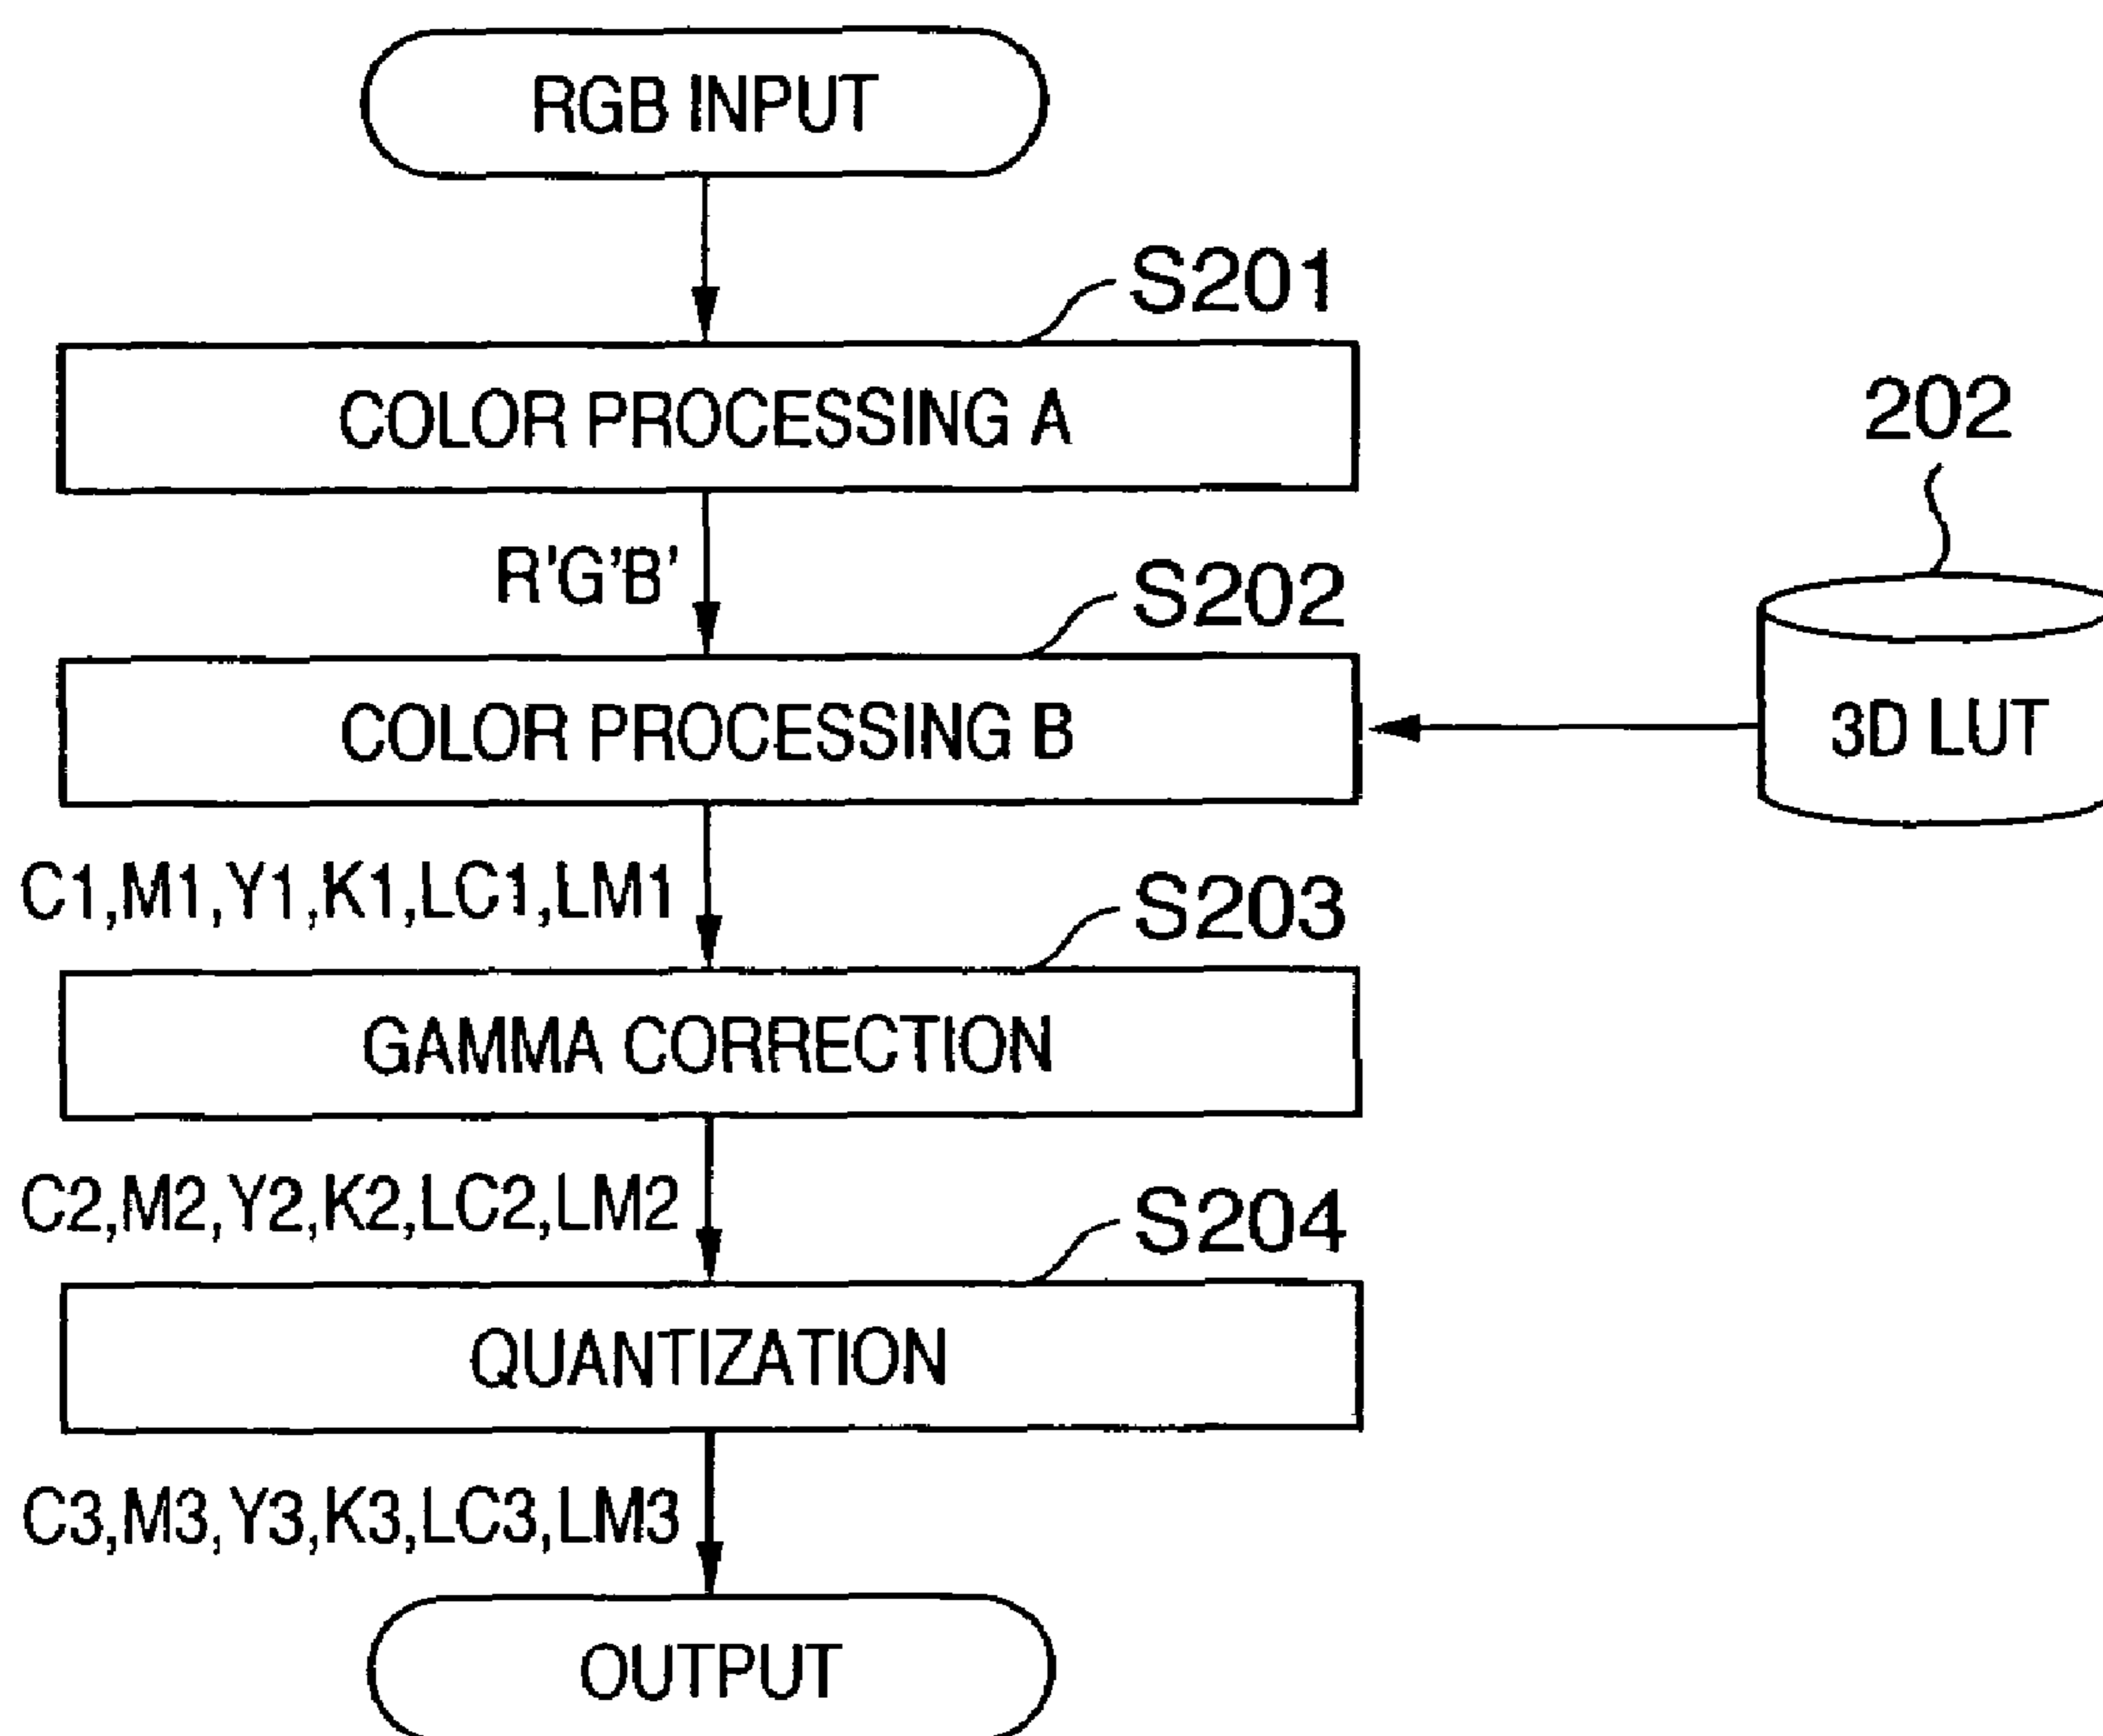 RGB INPUT
S201
COLOR PROCESSING A
202
R'G'B'
S202
COLOR PROCESSING B
3D LUT
C1,M1,Y1,K1,LC1,LM1
S203
GAMMA CORRECTION
C2,M2,Y2,K2,LC2,LM2
S204
QUANTIZATION
C3,M3,Y3,K3,LC3,LM3
OUTPUT